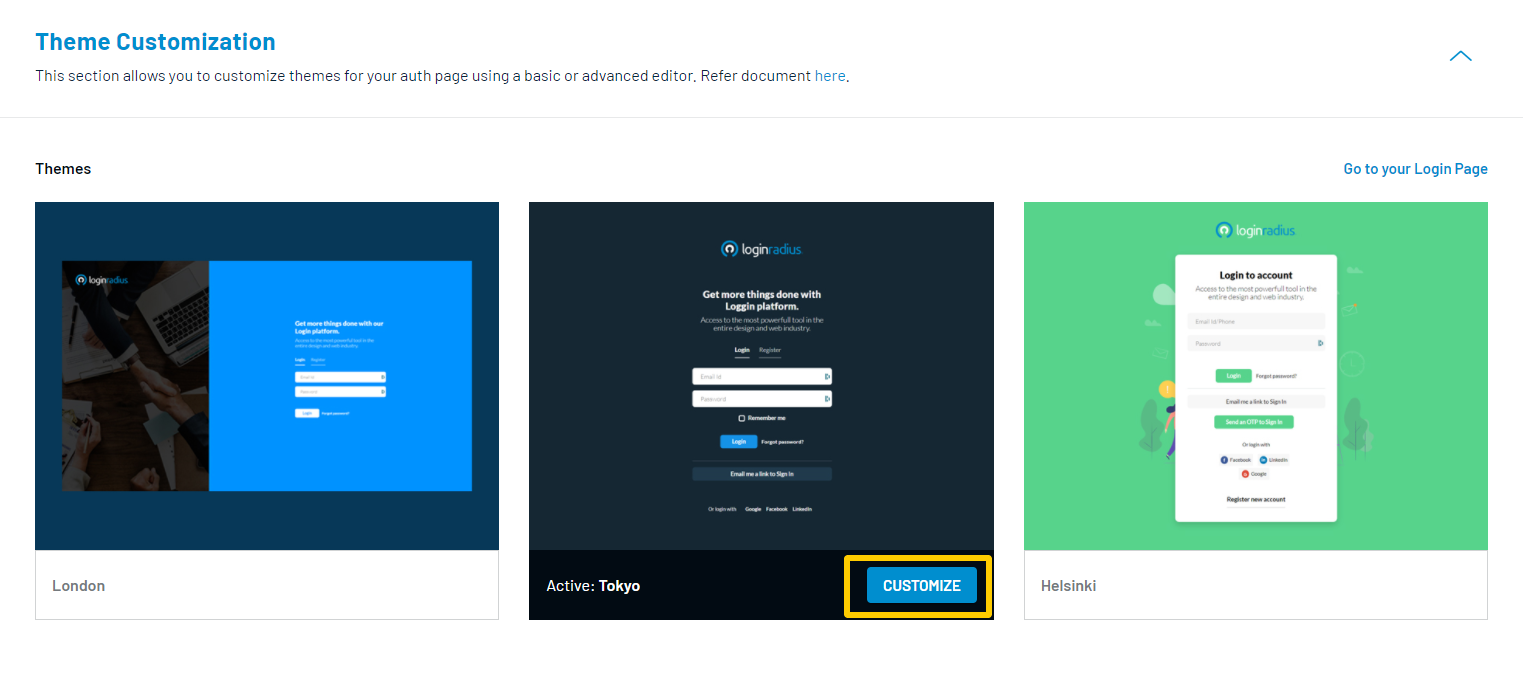 Theme Customization
This section allows you to customize themes for your auth page using a basic or advanced editor. Refer document here.
Themes
Go to your Login Page
loginradius
Get more things done with our
Login platform.
Access to the most powerful tool in the
entire design and web industry.
Login Register
Password
Login Forgot password?
London
loginradius
Get more things done with
Loggin platform.
Access to the most powerfull tool in the
entire design and web industry.
Login Register
Email Id
Password
Remember me
Login Forgot password?
Email me a link to Sign In
Or login with Google Facebook LinkedIn
Active: Tokyo
CUSTOMIZE
loginradius
Login to account
Access to the most powerfull tool in the
entire design and web industry.
Email Id/Phone
Password
Login Forgot password?
Email me a link to Sign In
Send an OTP to Sign In
Or login with
Facebook LinkedIn
Google
Register new account
Helsinki